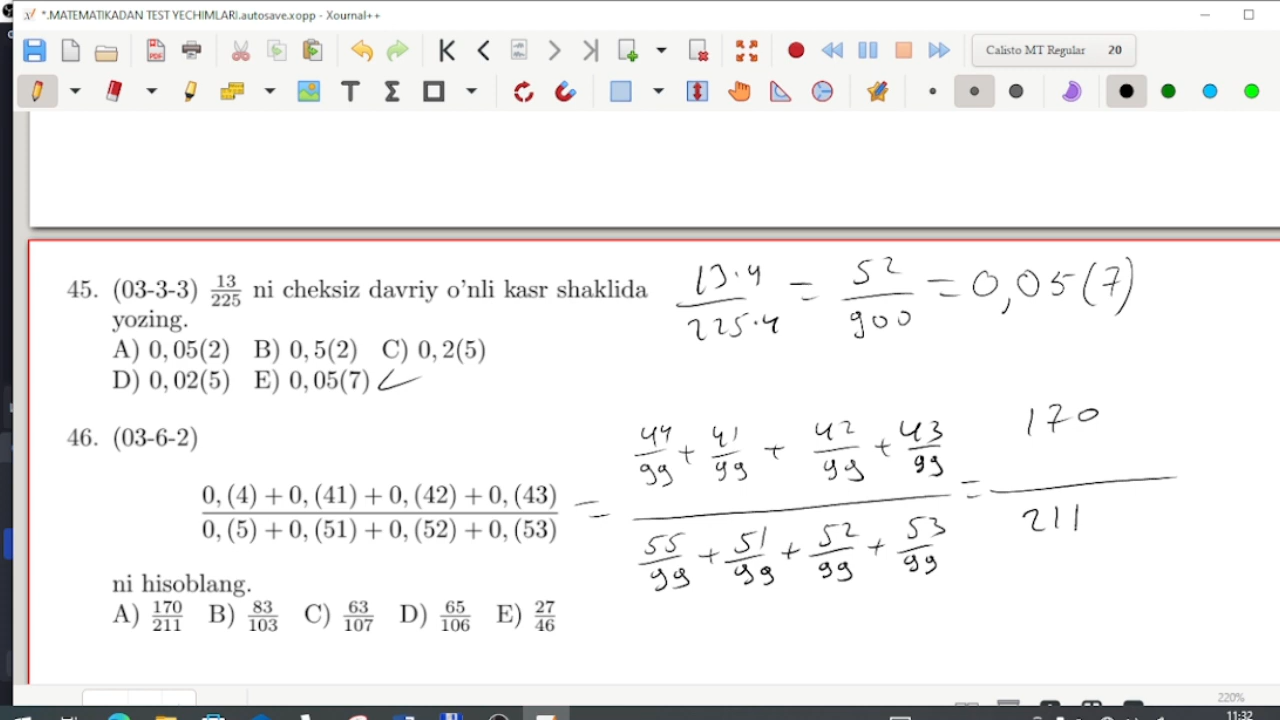 *.MATEMATIKADAN TEST YECHIMLARI.autosave.xopp - Xournal++
Calisto MT Regular 20
45. (03-3-3) 13/225 ni cheksiz davriy o'nli kasr shaklida
yozing.
A) 0,05(2) B) 0,5(2) C) 0,2(5)
D) 0,02(5) E) 0,05(7)
13·4/225·4 = 52/900 = 0,05(7)
46. (03-6-2)
0,(4) + 0,(41) + 0,(42) + 0,(43)
0,(5) + 0,(51) + 0,(52) + 0,(53)
= 44/99 + 41/99 + 42/99 + 43/99
55/99 + 51/99 + 52/99 + 53/99
= 170
211
ni hisoblang.
A) 170/211 B) 83/103 C) 63/107 D) 65/106 E) 27/46
220%
11:32